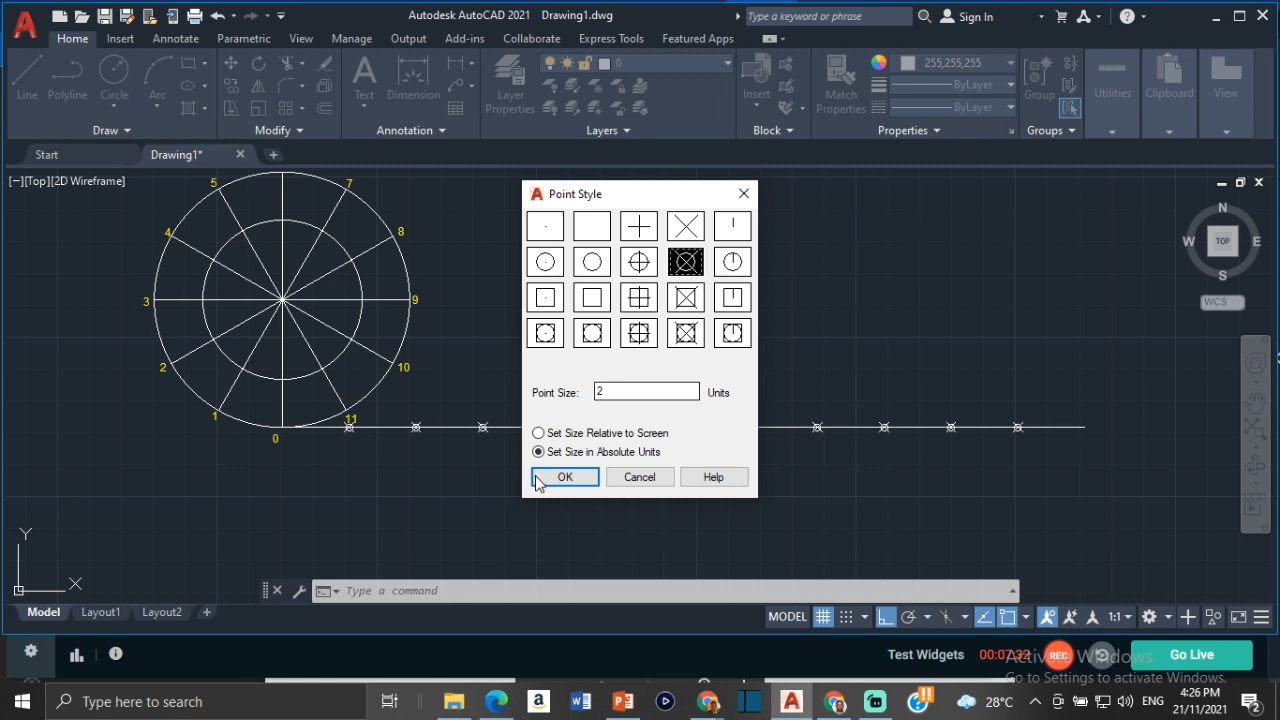 Autodesk AutoCAD 2021 Drawing1.dwg
Type a keyword or phrase
Sign In
Home Insert Annotate Parametric View Manage Output Add-ins Collaborate Express Tools Featured Apps
Line Polyline Circle Arc
Text Dimension
Layer Properties
0
Insert
Match Properties
255,255,255
ByLayer
ByLayer
Group
Utilities
Clipboard
View
Draw Modify Annotation Layers Block Properties Groups
Start
Drawing1*
[−][Top][2D Wireframe]
5
7
4
8
3
9
2
10
1
11
0
Point Style
Point Size: 2 Units
Set Size Relative to Screen
Set Size in Absolute Units
OK Cancel Help
N
W TOP E
S
WCS
Y
X
Type a command
Model Layout1 Layout2 +
MODEL
1:1
Test Widgets 00:07:32 REC Go Live
Activate Windows
Go to Settings to activate Windows.
Type here to search
28°C
ENG
4:26 PM
21/11/2021
2